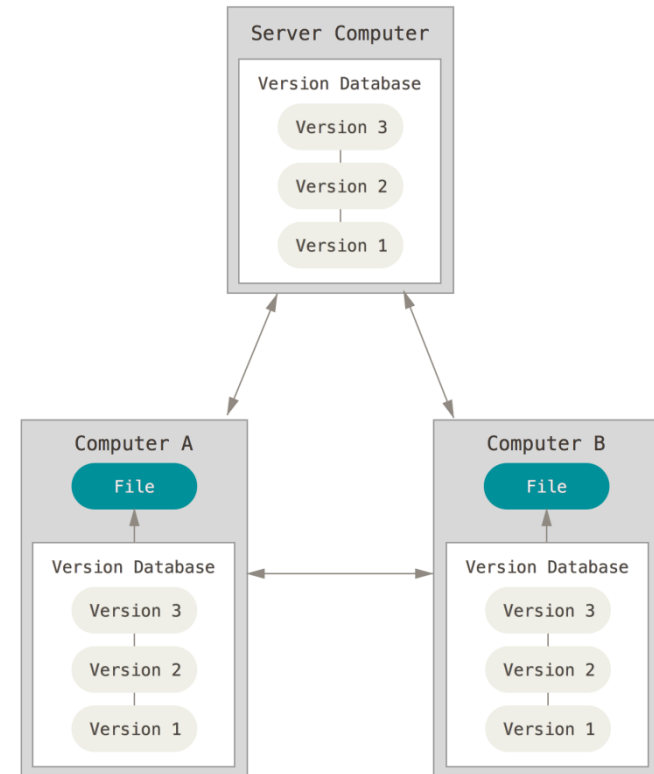 Server Computer
Version Database
Version 3
Version 2
Version 1
Computer A
File
Version Database
Version 3
Version 2
Version 1
Computer B
File
Version Database
Version 3
Version 2
Version 1